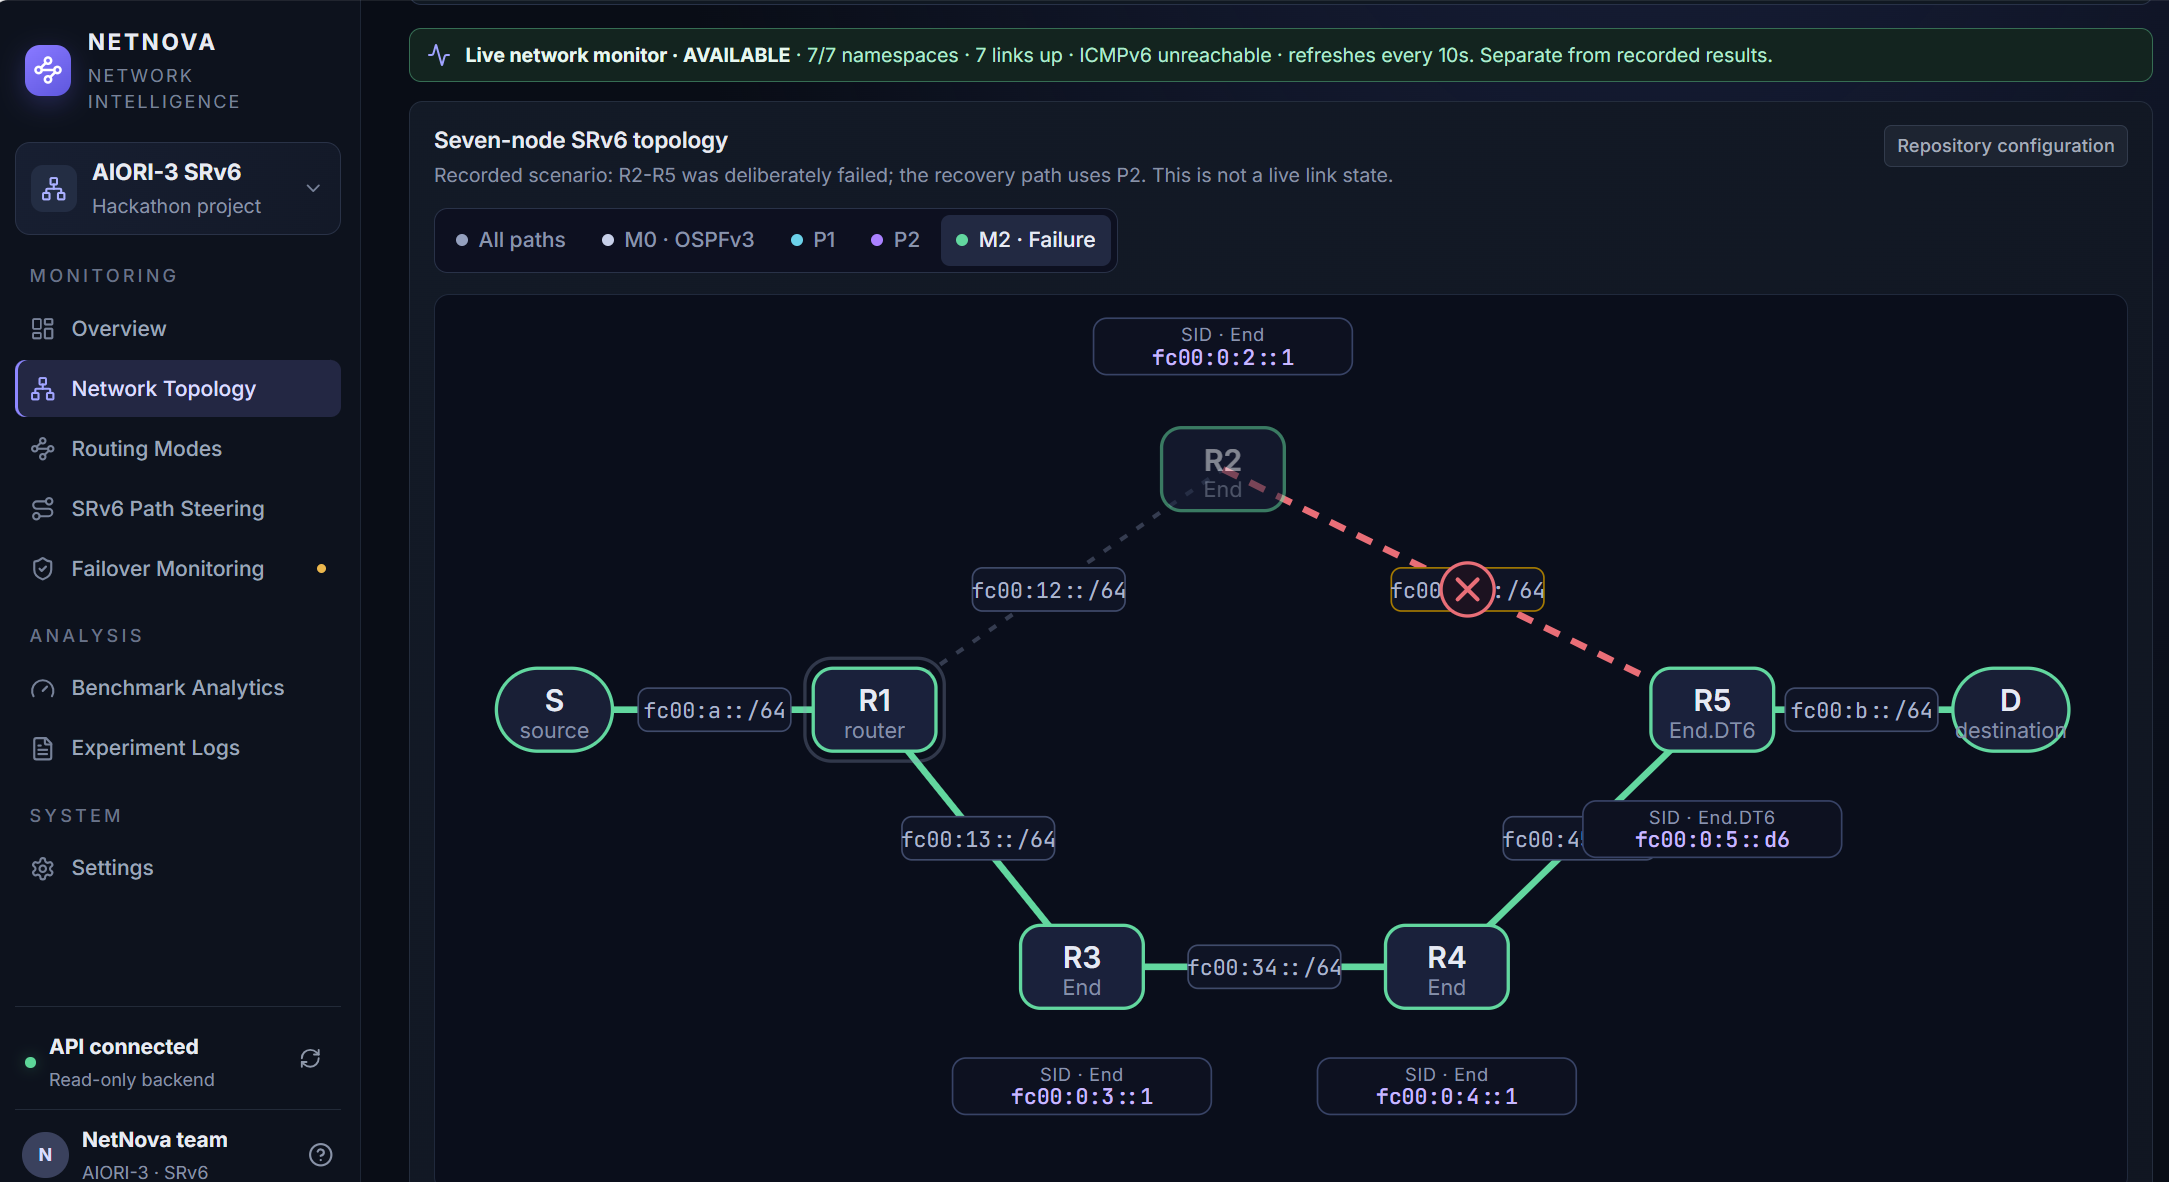 NETNOVA
NETWORK
INTELLIGENCE
AIORI-3 SRv6
Hackathon project
MONITORING
Overview
Network Topology
Routing Modes
SRv6 Path Steering
Failover Monitoring
ANALYSIS
Benchmark Analytics
Experiment Logs
SYSTEM
Settings
API connected
Read-only backend
N
NetNova team
AIORI-3 · SRv6
Live network monitor · AVAILABLE · 7/7 namespaces · 7 links up · ICMPv6 unreachable · refreshes every 10s. Separate from recorded results.
Seven-node SRv6 topology
Repository configuration
Recorded scenario: R2-R5 was deliberately failed; the recovery path uses P2. This is not a live link state.
All paths
M0 · OSPFv3
P1
P2
M2 · Failure
SID · End
fc00:0:2::1
R2
End
fc00:12::/64
fc00
:/64
S
source
fc00:a::/64
R1
router
R5
End.DT6
fc00:b::/64
D
destination
fc00:13::/64
fc00:4
SID · End.DT6
fc00:0:5::d6
R3
End
fc00:34::/64
R4
End
SID · End
fc00:0:3::1
SID · End
fc00:0:4::1